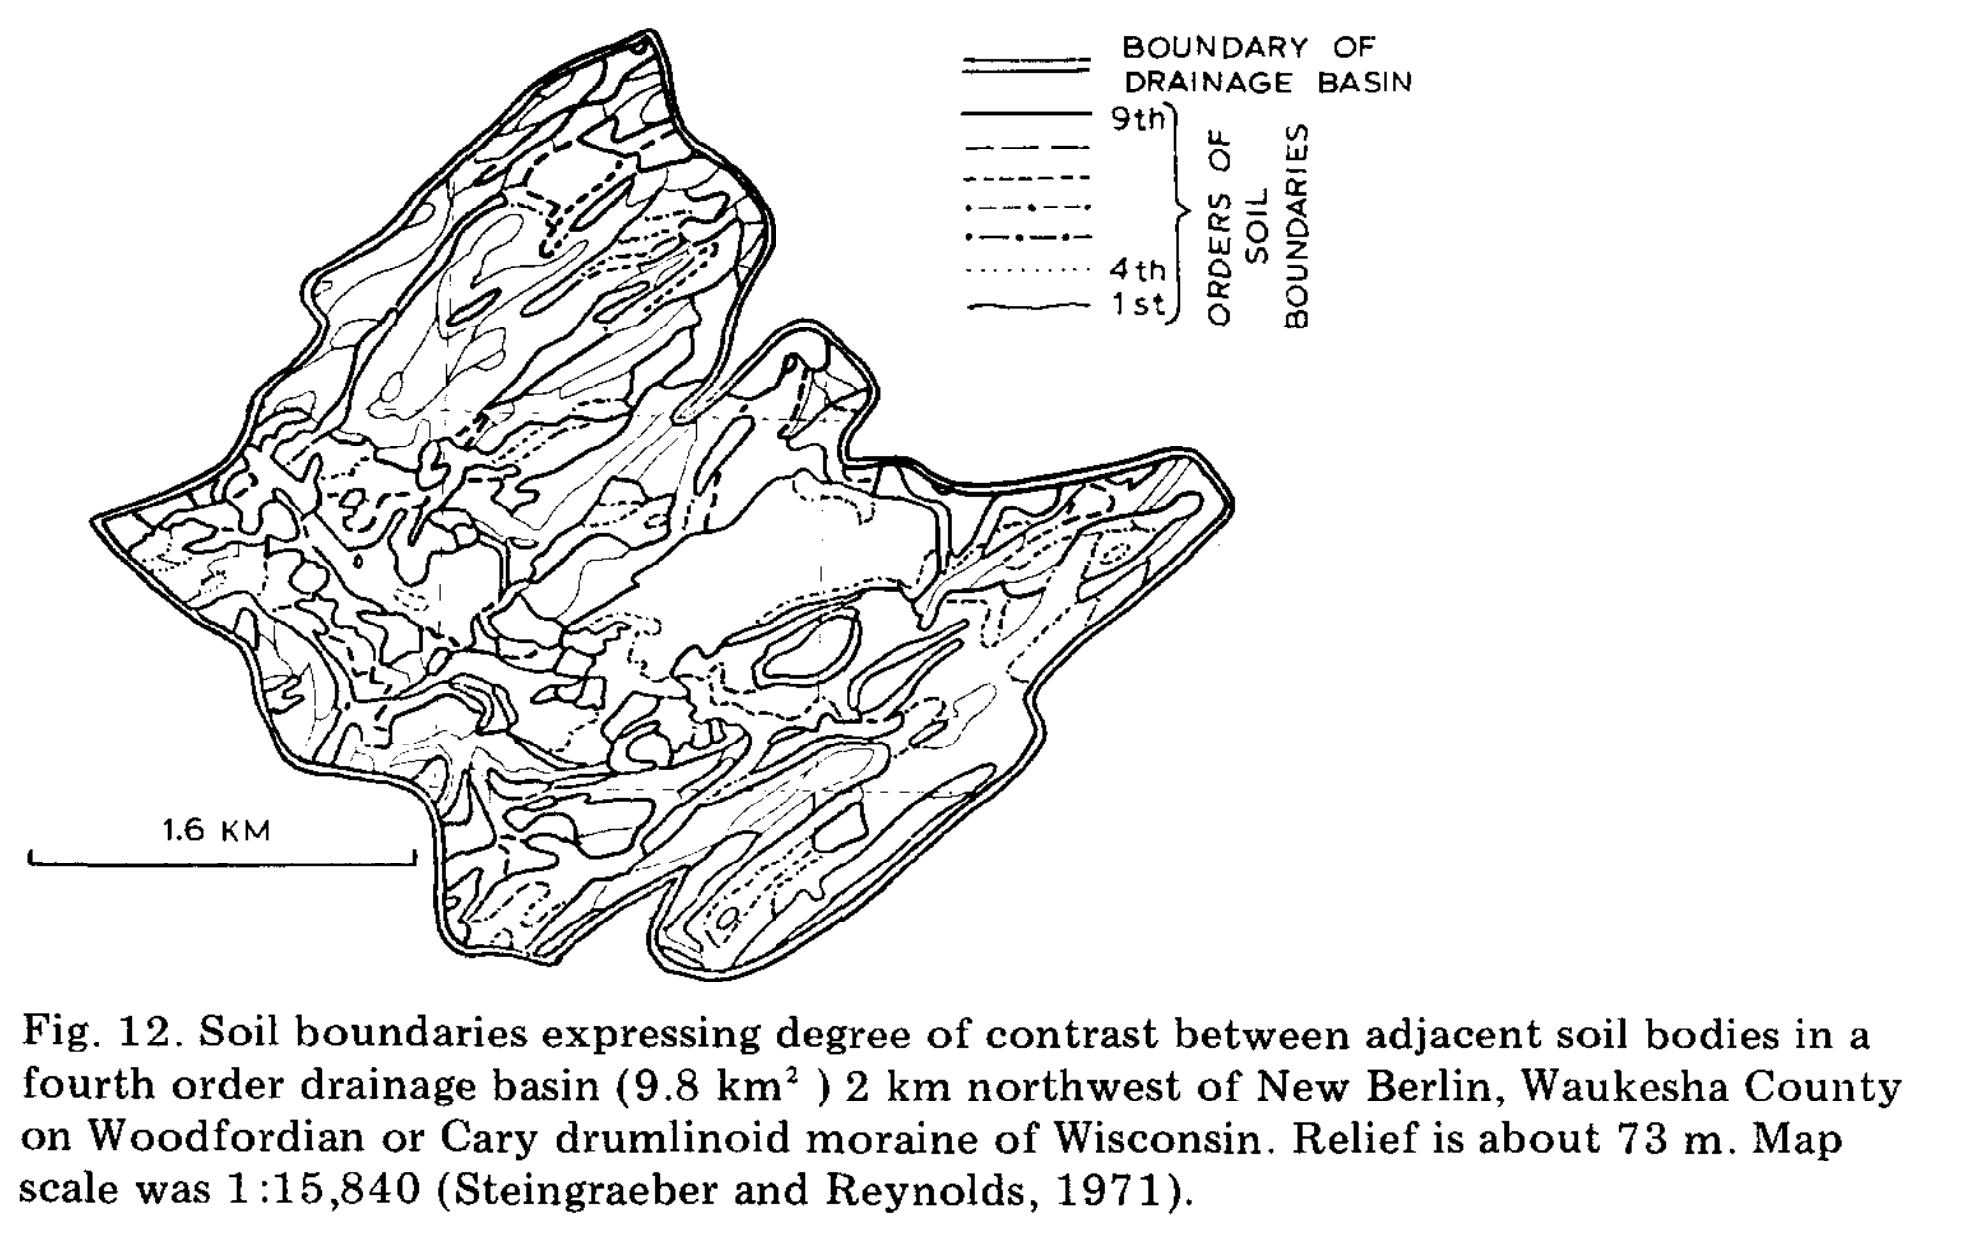 BOUNDARY OF
DRAINAGE BASIN
9th
4th
1st
ORDERS OF
SOIL
BOUNDARIES
1.6 KM
Fig. 12. Soil boundaries expressing degree of contrast between adjacent soil bodies in a
fourth order drainage basin (9.8 km² ) 2 km northwest of New Berlin, Waukesha County
on Woodfordian or Cary drumlinoid moraine of Wisconsin. Relief is about 73 m. Map
scale was 1:15,840 (Steingraeber and Reynolds, 1971).